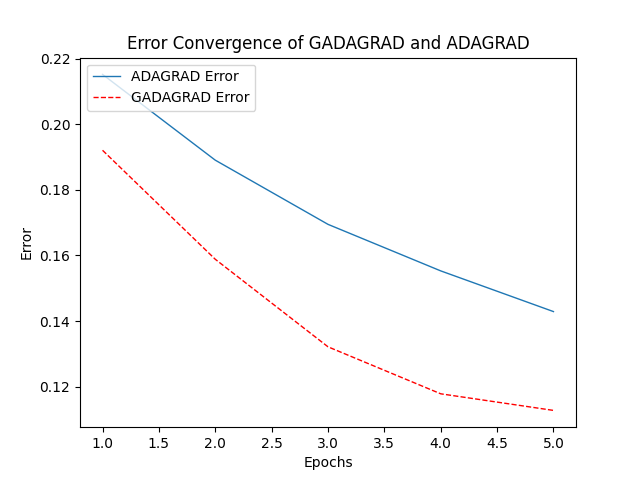 Error Convergence of GADAGRAD and ADAGRAD
ADAGRAD Error
GADAGRAD Error
0.22
0.20
0.18
0.16
0.14
0.12
Error
1.0 1.5 2.0 2.5 3.0 3.5 4.0 4.5 5.0
Epochs